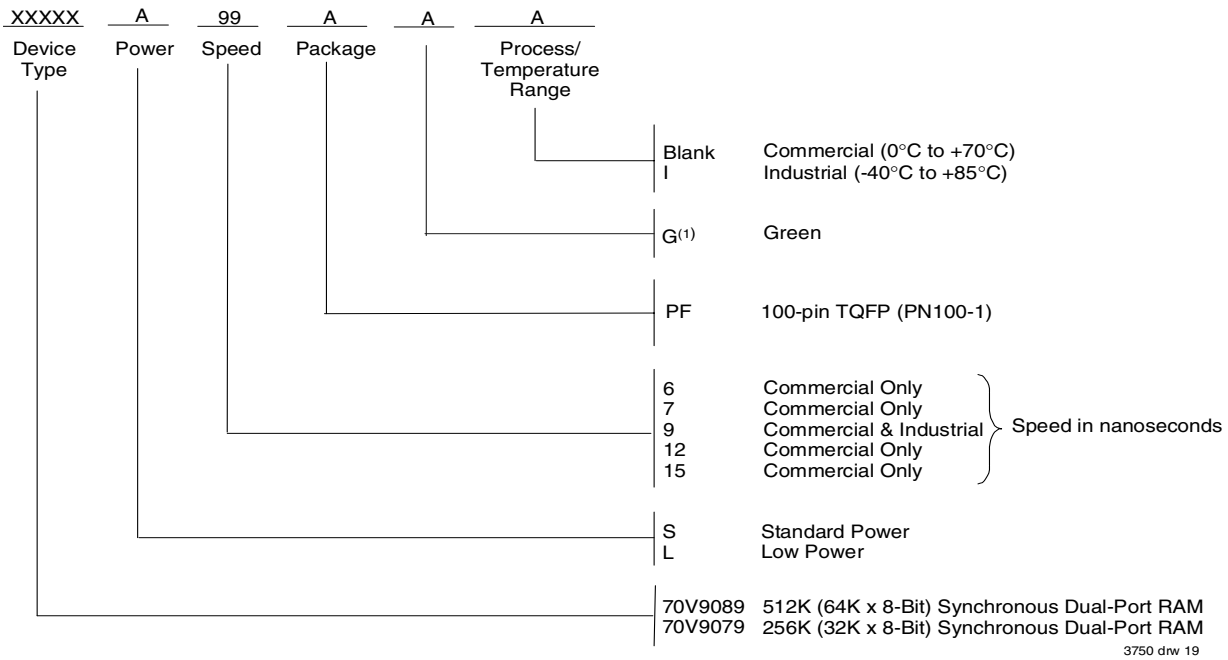 XXXXX A 99 A A A
Device Type Power Speed Package Process/ Temperature Range
Blank Commercial (0°C to +70°C)
I Industrial (-40°C to +85°C)
G(1) Green
PF 100-pin TQFP (PN100-1)
6 Commercial Only
7 Commercial Only
9 Commercial & Industrial
12 Commercial Only
15 Commercial Only
Speed in nanoseconds
S Standard Power
L Low Power
70V9089 512K (64K x 8-Bit) Synchronous Dual-Port RAM
70V9079 256K (32K x 8-Bit) Synchronous Dual-Port RAM
3750 drw 19